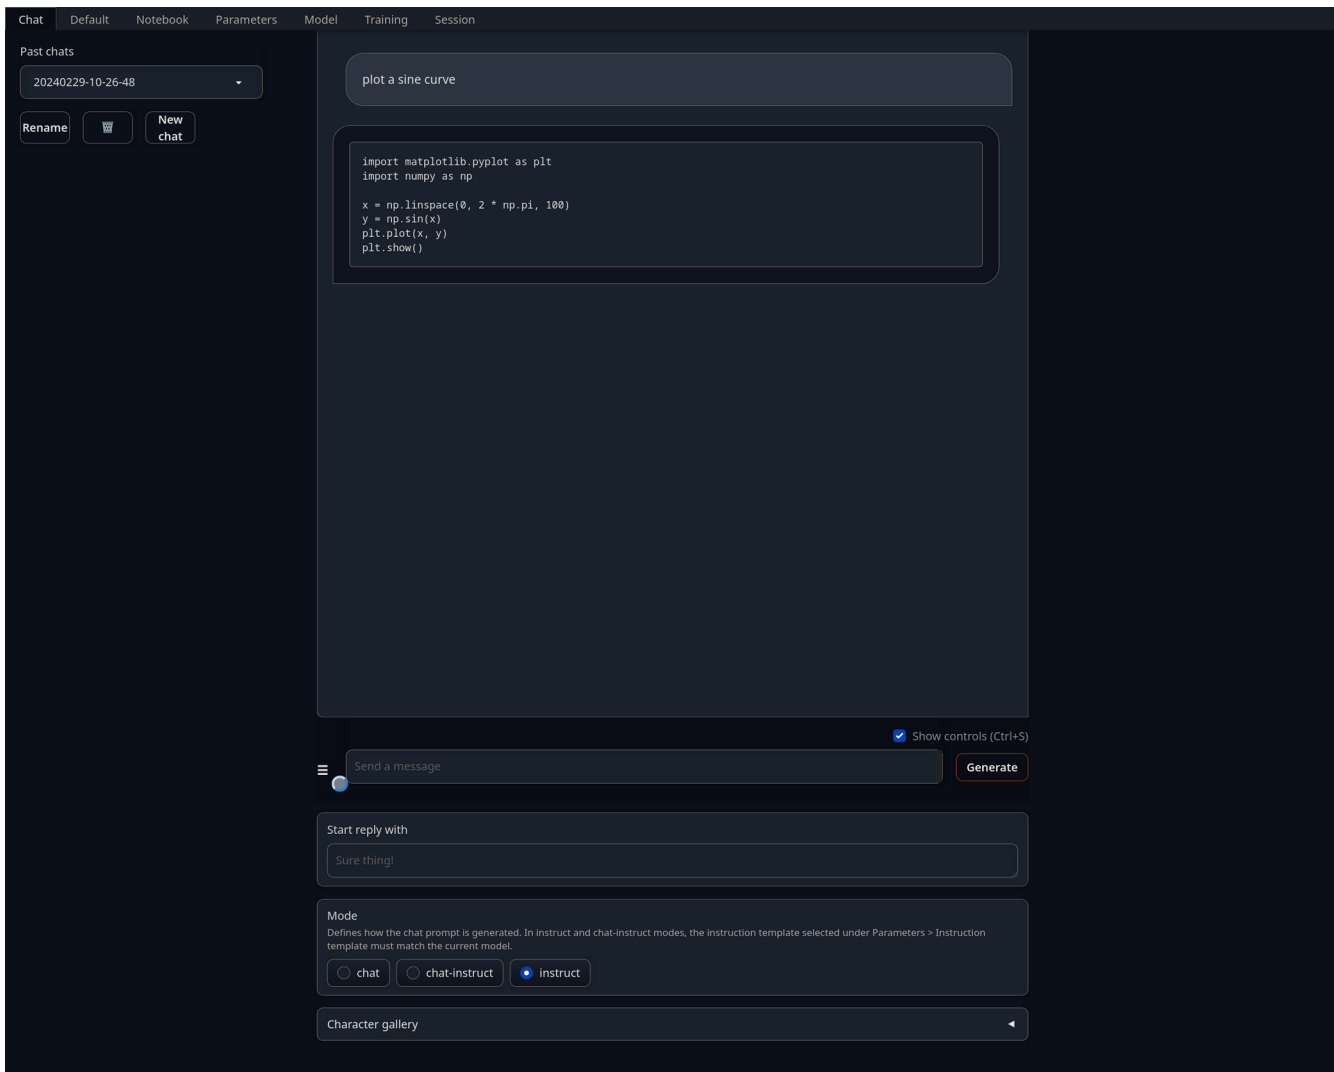 Chat Default Notebook Parameters Model Training Session
Past chats
20240229-10-26-48
Rename
New
chat
plot a sine curve
import matplotlib.pyplot as plt
import numpy as np
x = np.linspace(0, 2 * np.pi, 100)
y = np.sin(x)
plt.plot(x, y)
plt.show()
Show controls (Ctrl+S)
Send a message
Generate
Start reply with
Sure thing!
Mode
Defines how the chat prompt is generated. In instruct and chat-instruct modes, the instruction template selected under Parameters > Instruction
template must match the current model.
chat chat-instruct instruct
Character gallery